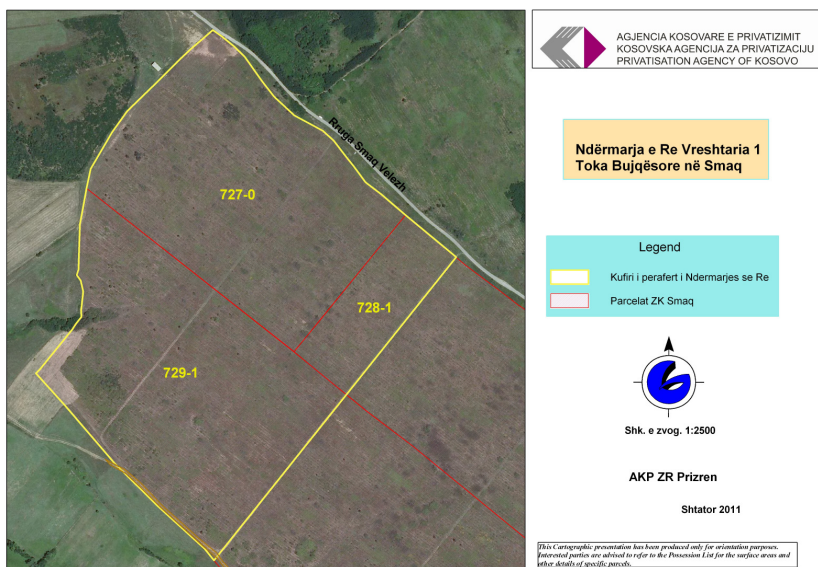 AGJENCIA KOSOVARE E PRIVATIZIMIT
KOSOVSKA AGENCIJA ZA PRIVATIZACIJU
PRIVATISATION AGENCY OF KOSOVO
Ndërmarja e Re Vreshtaria 1
Toka Bujqësore në Smaq
Legend
Kufiri i perafert i Ndermarjes se Re
Parcelat ZK Smaq
Shk. e zvog. 1:2500
AKP ZR Prizren
Shtator 2011
This Cartographic presentation has been produced only for orientation purposes.
Interested parties are advised to refer to the Possession List for the surface areas and
other details of specific parcels.
Rruga Smaq Velezh
727-0
728-1
729-1